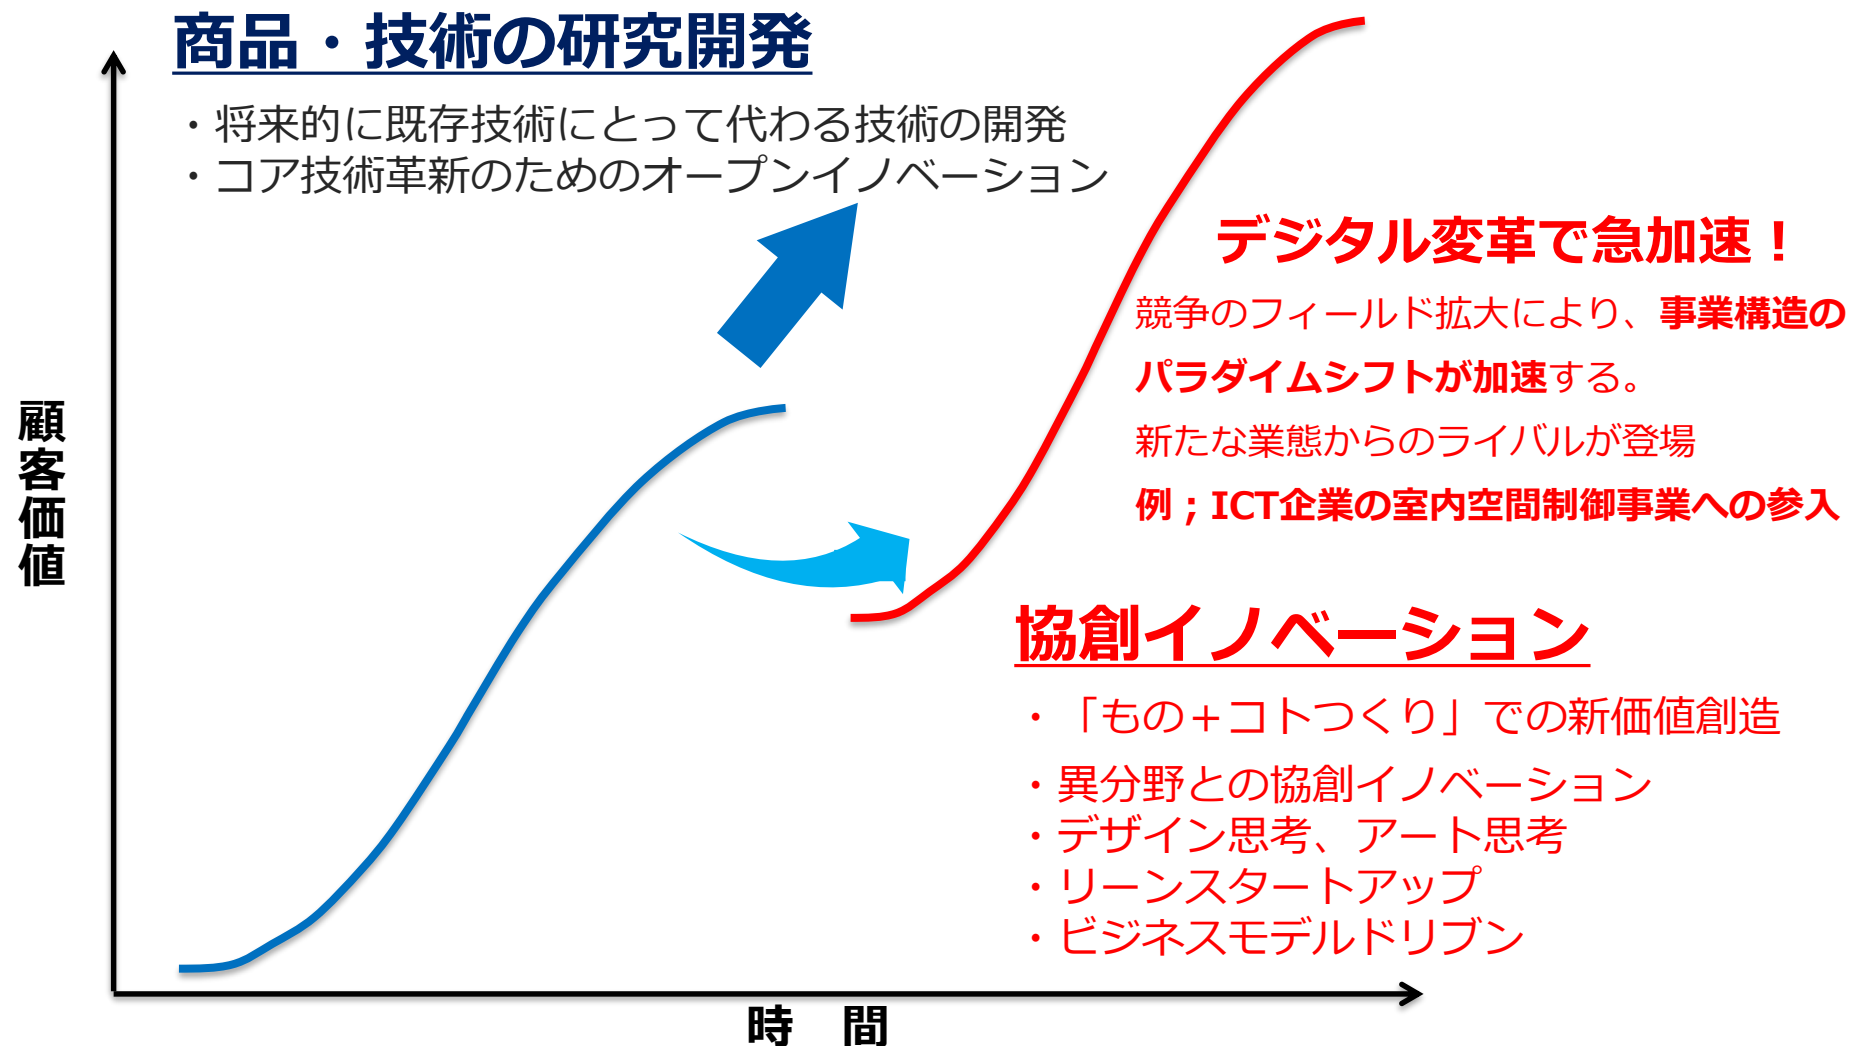 商品・技術の研究開発
・将来的に既存技術にとって代わる技術の開発
・コア技術革新のためのオープンイノベーション
デジタル変革で急加速！
競争のフィールド拡大により、事業構造の
パラダイムシフトが加速する。
新たな業態からのライバルが登場
例；ICT企業の室内空間制御事業への参入
顧客価値
協創イノベーション
・「もの＋コトつくり」での新価値創造
・異分野との協創イノベーション
・デザイン思考、アート思考
・リーンスタートアップ
・ビジネスモデルドリブン
時　間